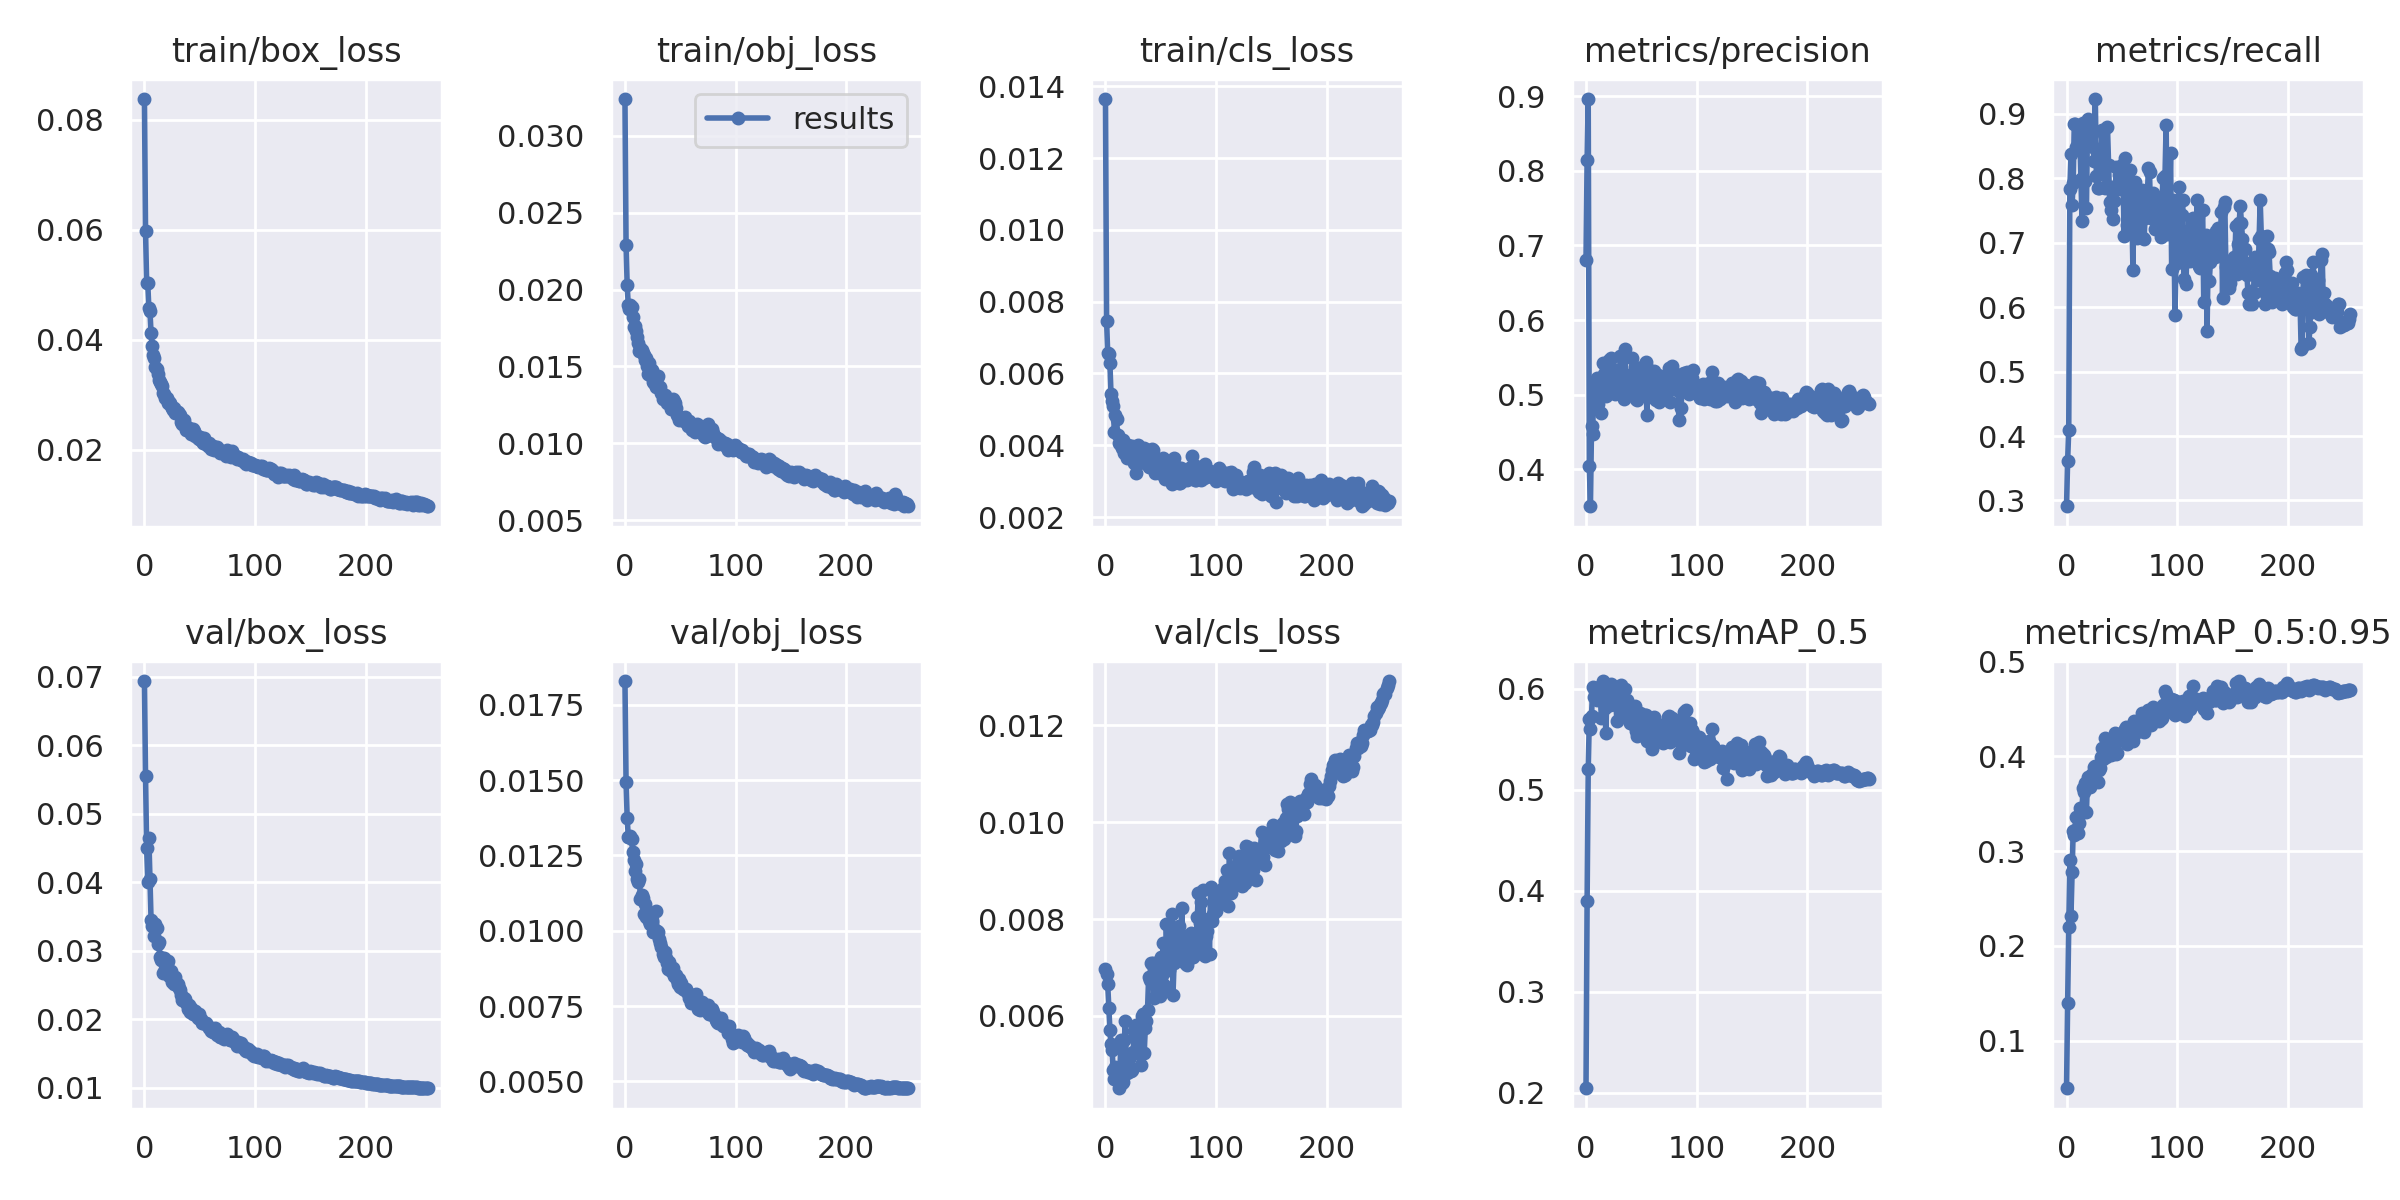 train/box_loss
train/obj_loss
train/cls_loss
metrics/precision
metrics/recall
0.08
0.06
0.04
0.02
0 100 200
results
0.030
0.025
0.020
0.015
0.010
0.005
0 100 200
0.014
0.012
0.010
0.008
0.006
0.004
0.002
0 100 200
0.9
0.8
0.7
0.6
0.5
0.4
0 100 200
0.9
0.8
0.7
0.6
0.5
0.4
0.3
0 100 200
val/box_loss
val/obj_loss
val/cls_loss
metrics/mAP_0.5
metrics/mAP_0.5:0.95
0.07
0.06
0.05
0.04
0.03
0.02
0.01
0 100 200
0.0175
0.0150
0.0125
0.0100
0.0075
0.0050
0 100 200
0.012
0.010
0.008
0.006
0 100 200
0.6
0.5
0.4
0.3
0.2
0 100 200
0.5
0.4
0.3
0.2
0.1
0 100 200